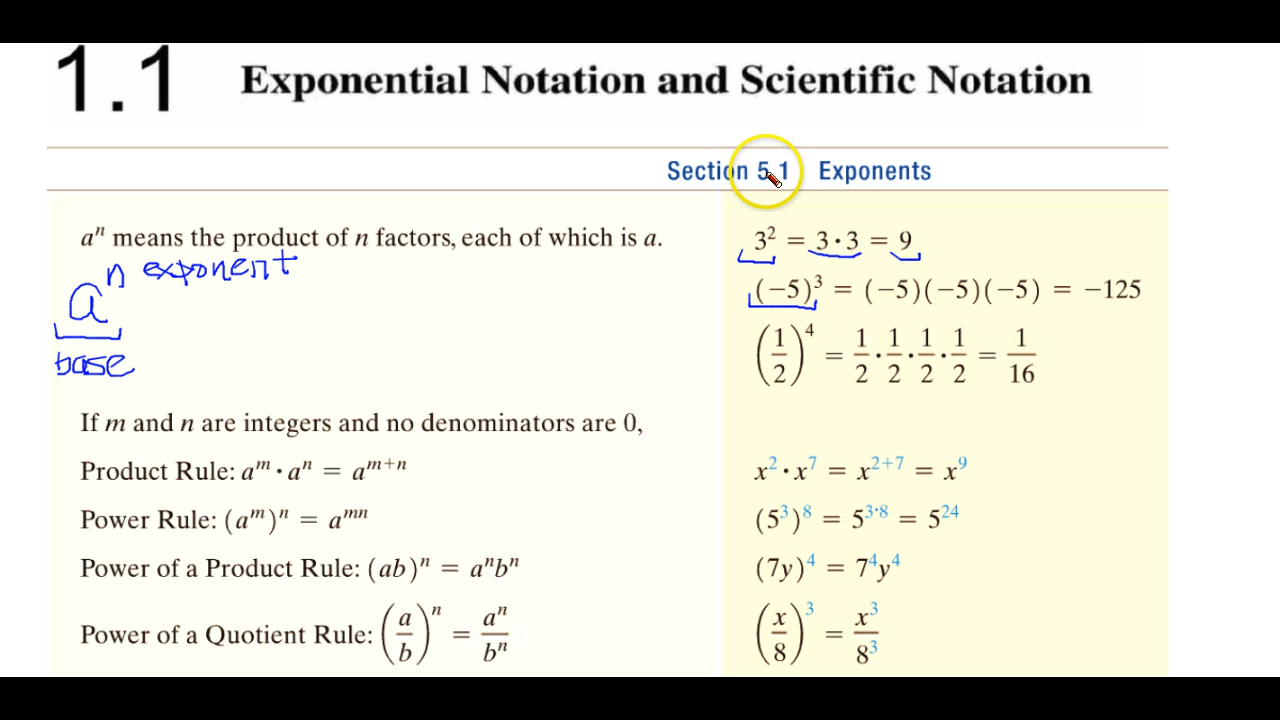 1.1 Exponential Notation and Scientific Notation
Section 5.1 Exponents
aⁿ means the product of n factors, each of which is a.
3² = 3 · 3 = 9
aⁿ exponent
base
(−5)³ = (−5)(−5)(−5) = −125
(1/2)⁴ = 1/2 · 1/2 · 1/2 · 1/2 = 1/16
If m and n are integers and no denominators are 0,
Product Rule: aᵐ · aⁿ = aᵐ⁺ⁿ
x² · x⁷ = x²⁺⁷ = x⁹
Power Rule: (aᵐ)ⁿ = aᵐⁿ
(5³)⁸ = 5³·⁸ = 5²⁴
Power of a Product Rule: (ab)ⁿ = aⁿbⁿ
(7y)⁴ = 7⁴y⁴
Power of a Quotient Rule: (a/b)ⁿ = aⁿ/bⁿ
(x/8)³ = x³/8³